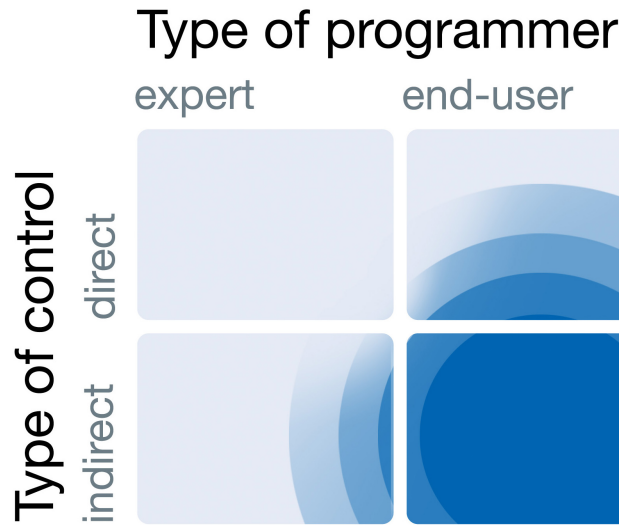 Type of programmer
expert
end-user
Type of control
direct
indirect